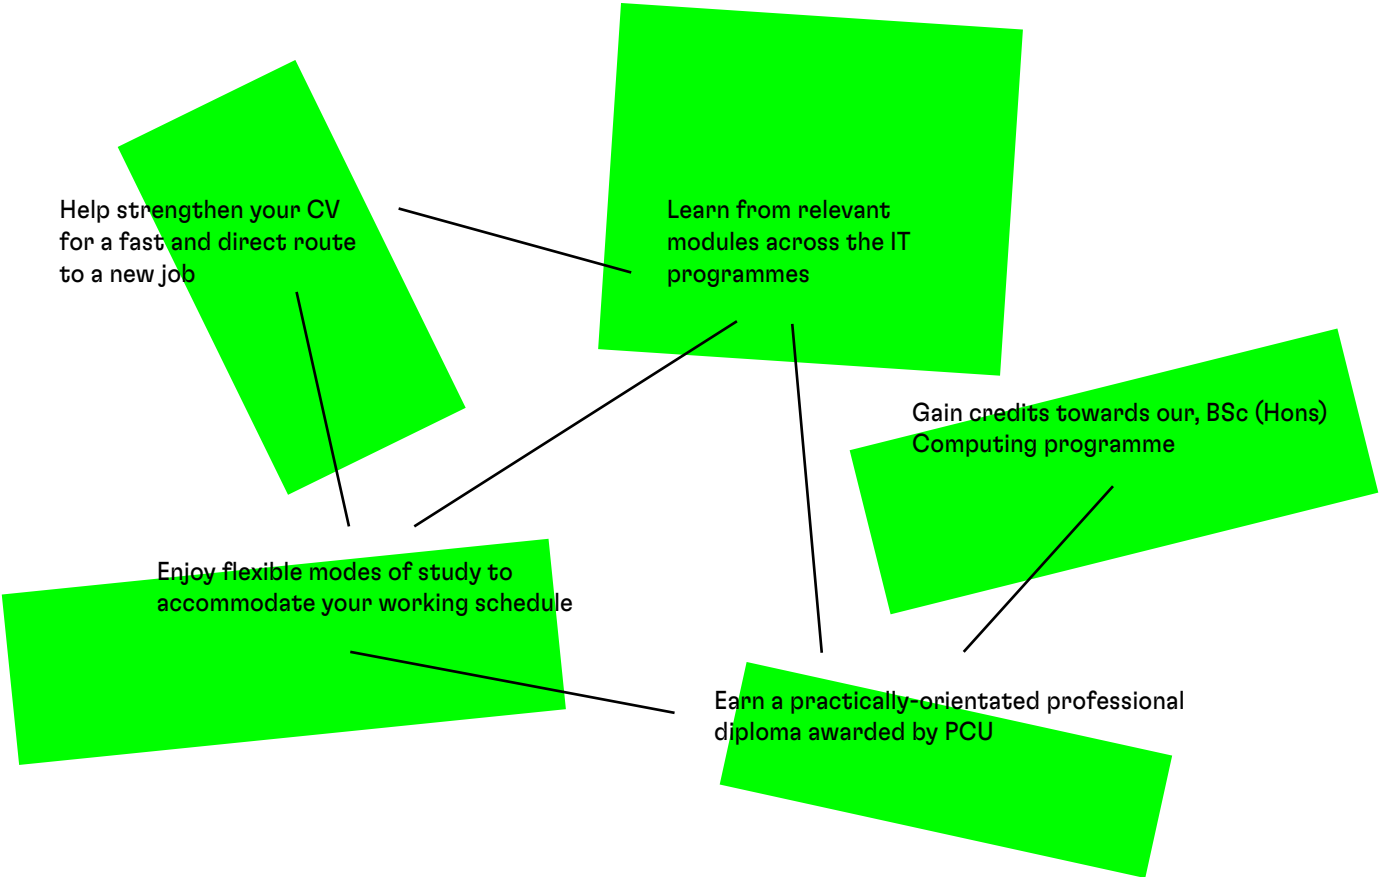 Help strengthen your CV
for a fast and direct route
to a new job
Learn from relevant
modules across the IT
programmes
Gain credits towards our, BSc (Hons)
Computing programme
Enjoy flexible modes of study to
accommodate your working schedule
Earn a practically-orientated professional
diploma awarded by PCU